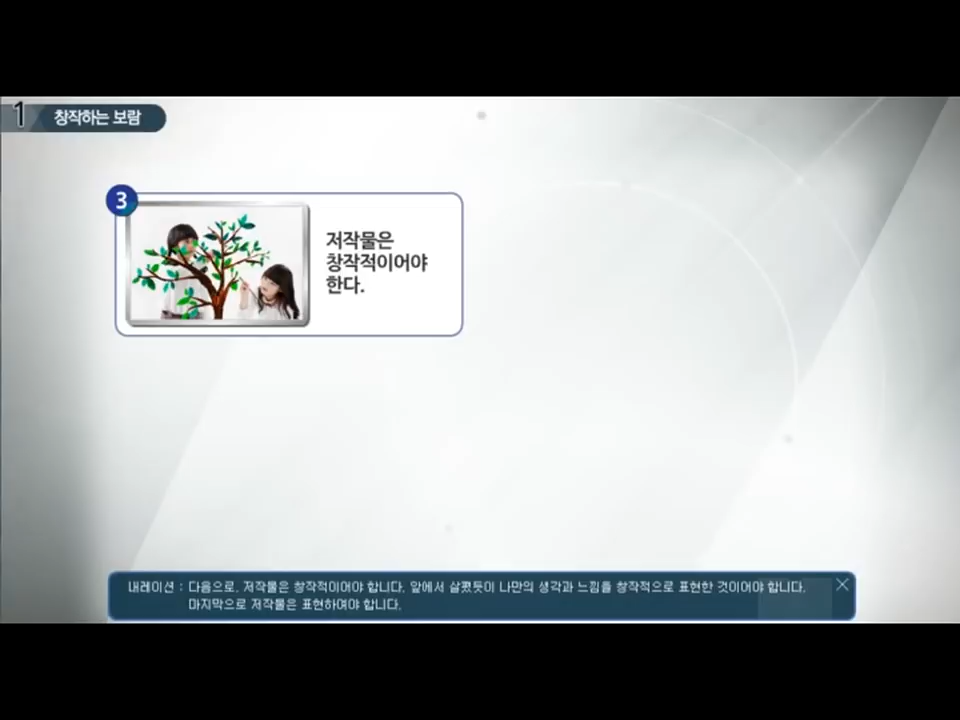 1 창작하는 보람
3
저작물은
창작적이어야
한다.
내레이션 : 다음으로, 저작물은 창작적이어야 합니다. 앞에서 살폈듯이 나만의 생각과 느낌을 창작적으로 표현한 것이어야 합니다.
마지막으로 저작물은 표현하여야 합니다.